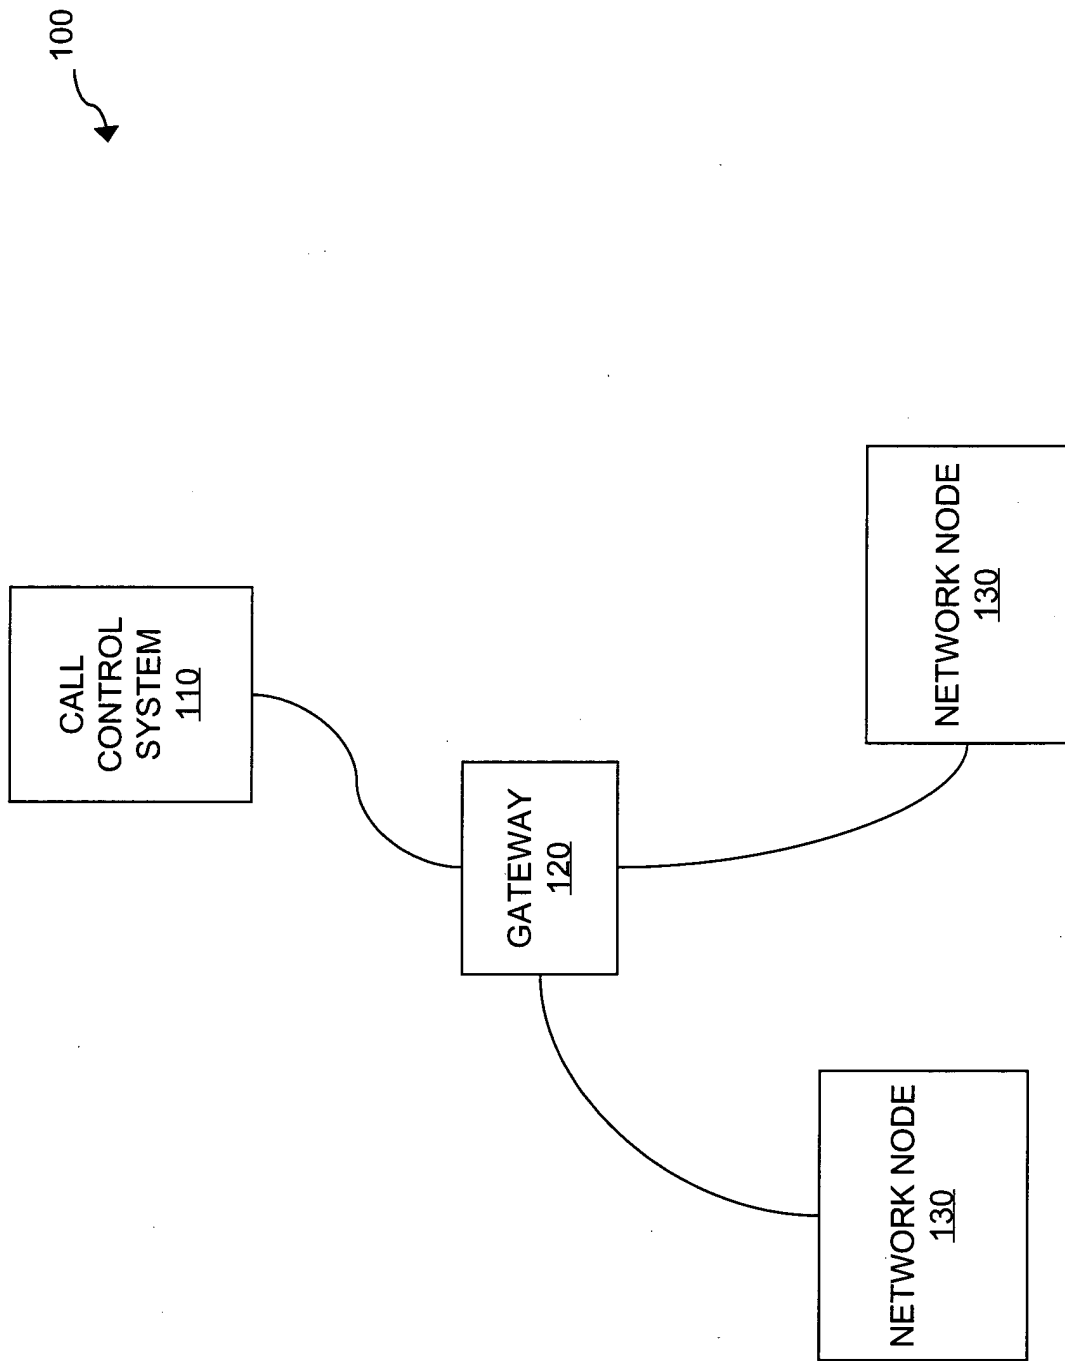 100
CALL
CONTROL
SYSTEM
110
GATEWAY
120
NETWORK NODE
130
NETWORK NODE
130